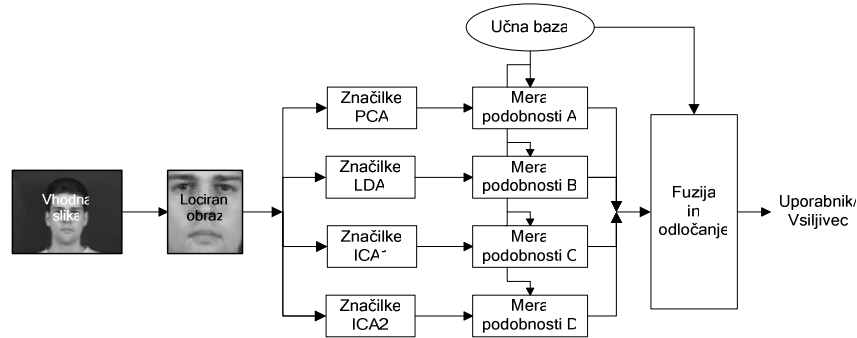 Učna baza
Značilke
PCA
Mera
podobnosti A
Vhodna
slika
Lociran
obraz
Značilke
LDA
Mera
podobnosti B
Fuzija
in
odločanje
Uporabnik/
Vsiljivec
Značilke
ICA1
Mera
podobnosti C
Značilke
ICA2
Mera
podobnosti D